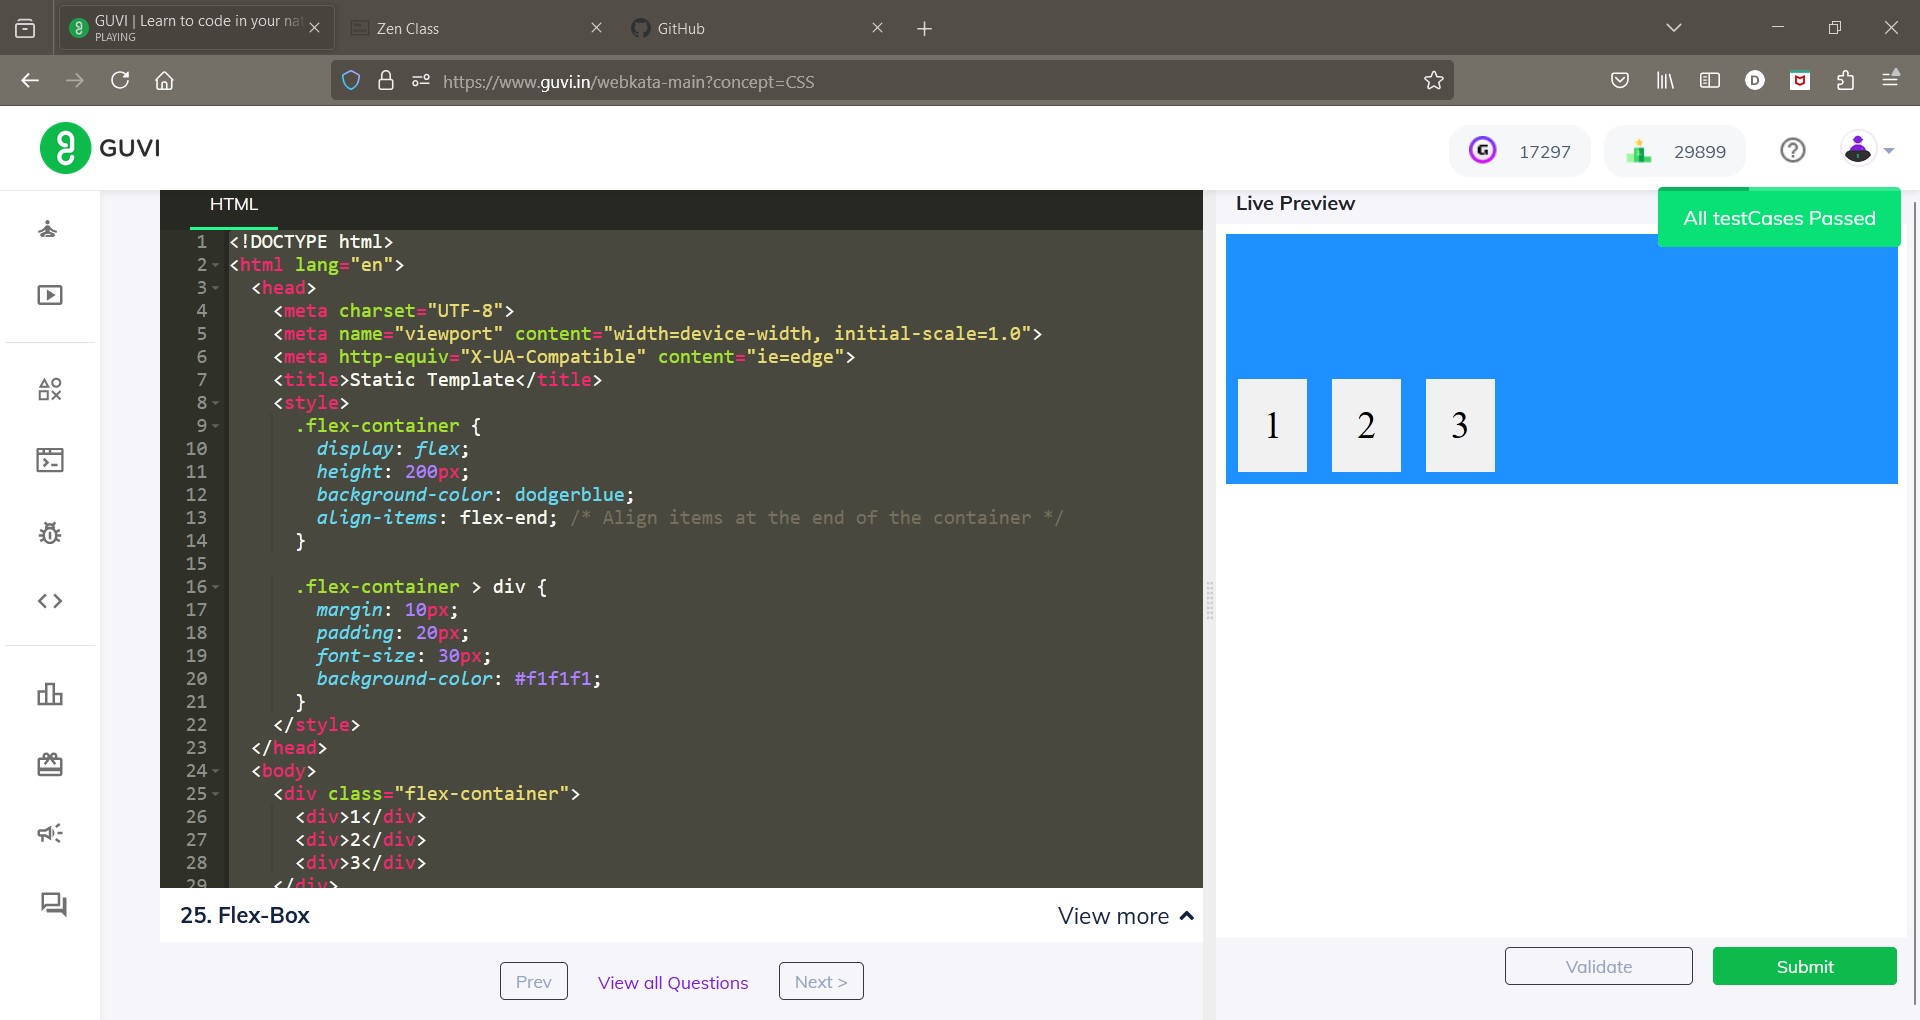 GUVI | Learn to code in your nat
PLAYING
Zen Class
GitHub
https://www.guvi.in/webkata-main?concept=CSS
D
GUVI
G
17297
29899
HTML
Live Preview
All testCases Passed
1 <!DOCTYPE html>
2 <html lang="en">
3 <head>
4 <meta charset="UTF-8">
5 <meta name="viewport" content="width=device-width, initial-scale=1.0">
6 <meta http-equiv="X-UA-Compatible" content="ie=edge">
7 <title>Static Template</title>
8 <style>
9 .flex-container {
10 display: flex;
11 height: 200px;
12 background-color: dodgerblue;
13 align-items: flex-end; /* Align items at the end of the container */
14 }
15
16 .flex-container > div {
17 margin: 10px;
18 padding: 20px;
19 font-size: 30px;
20 background-color: #f1f1f1;
21 }
22 </style>
23 </head>
24 <body>
25 <div class="flex-container">
26 <div>1</div>
27 <div>2</div>
28 <div>3</div>
29 </div>
1 2 3
25. Flex-Box
View more
Prev
View all Questions
Next >
Validate
Submit